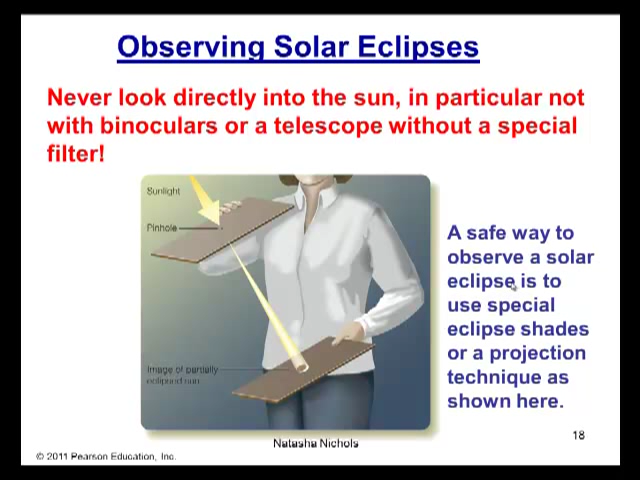 Observing Solar Eclipses
Never look directly into the sun, in particular not
with binoculars or a telescope without a special
filter!
Sunlight
Pinhole
Image of partially
eclipsed sun
A safe way to
observe a solar
eclipse is to
use special
eclipse shades
or a projection
technique as
shown here.
18
Natasha Nichols
© 2011 Pearson Education, Inc.